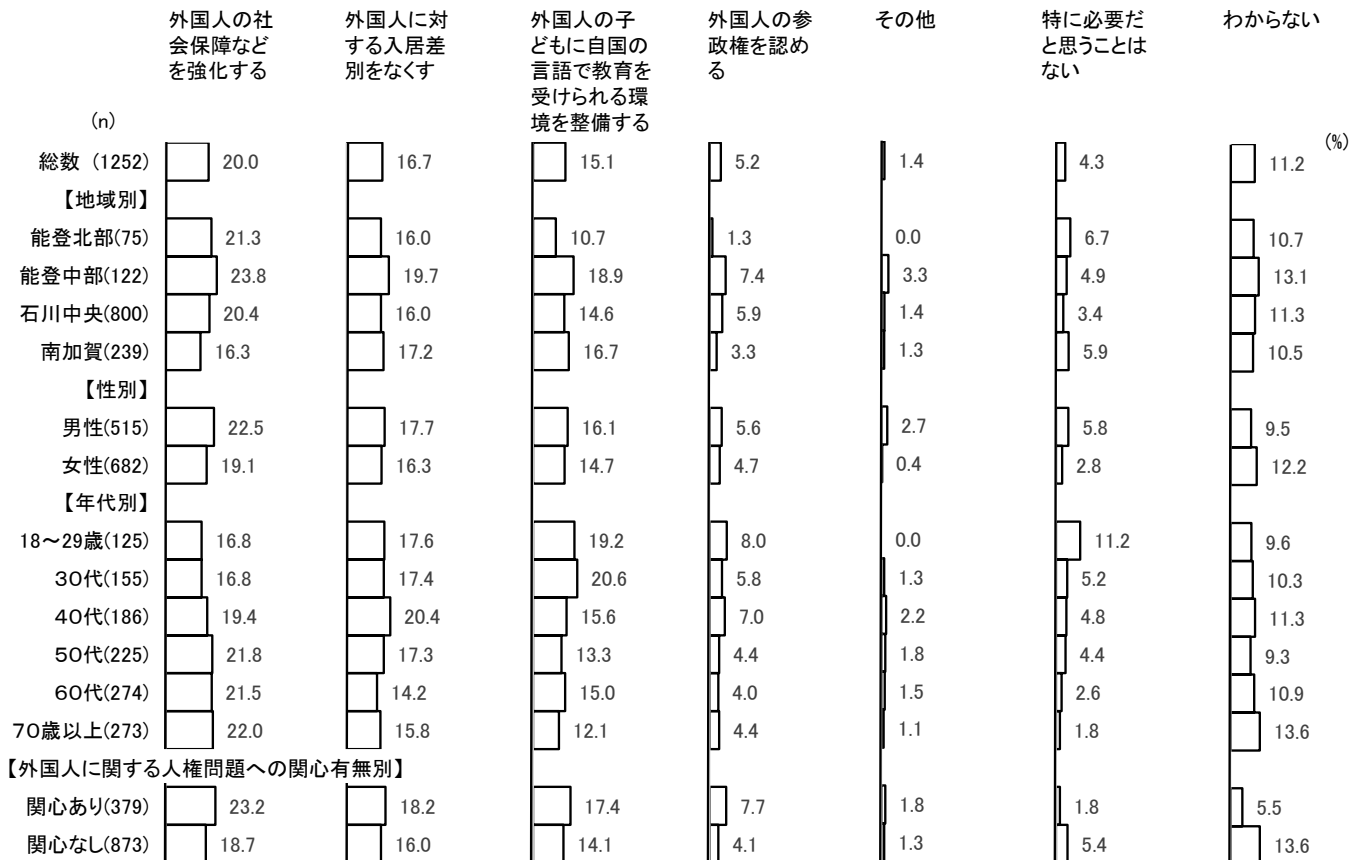 外国人の社
会保障など
を強化する
外国人に対
する入居差
別をなくす
外国人の子
どもに自国の
言語で教育を
受けられる環
境を整備する
外国人の参
政権を認め
る
その他
特に必要だ
と思うことは
ない
わからない
(n)
(%)
総数 (1252) 20.0 16.7 15.1 5.2 1.4 4.3 11.2
【地域別】
能登北部(75) 21.3 16.0 10.7 1.3 0.0 6.7 10.7
能登中部(122) 23.8 19.7 18.9 7.4 3.3 4.9 13.1
石川中央(800) 20.4 16.0 14.6 5.9 1.4 3.4 11.3
南加賀(239) 16.3 17.2 16.7 3.3 1.3 5.9 10.5
【性別】
男性(515) 22.5 17.7 16.1 5.6 2.7 5.8 9.5
女性(682) 19.1 16.3 14.7 4.7 0.4 2.8 12.2
【年代別】
18～29歳(125) 16.8 17.6 19.2 8.0 0.0 11.2 9.6
30代(155) 16.8 17.4 20.6 5.8 1.3 5.2 10.3
40代(186) 19.4 20.4 15.6 7.0 2.2 4.8 11.3
50代(225) 21.8 17.3 13.3 4.4 1.8 4.4 9.3
60代(274) 21.5 14.2 15.0 4.0 1.5 2.6 10.9
70歳以上(273) 22.0 15.8 12.1 4.4 1.1 1.8 13.6
【外国人に関する人権問題への関心有無別】
関心あり(379) 23.2 18.2 17.4 7.7 1.8 1.8 5.5
関心なし(873) 18.7 16.0 14.1 4.1 1.3 5.4 13.6